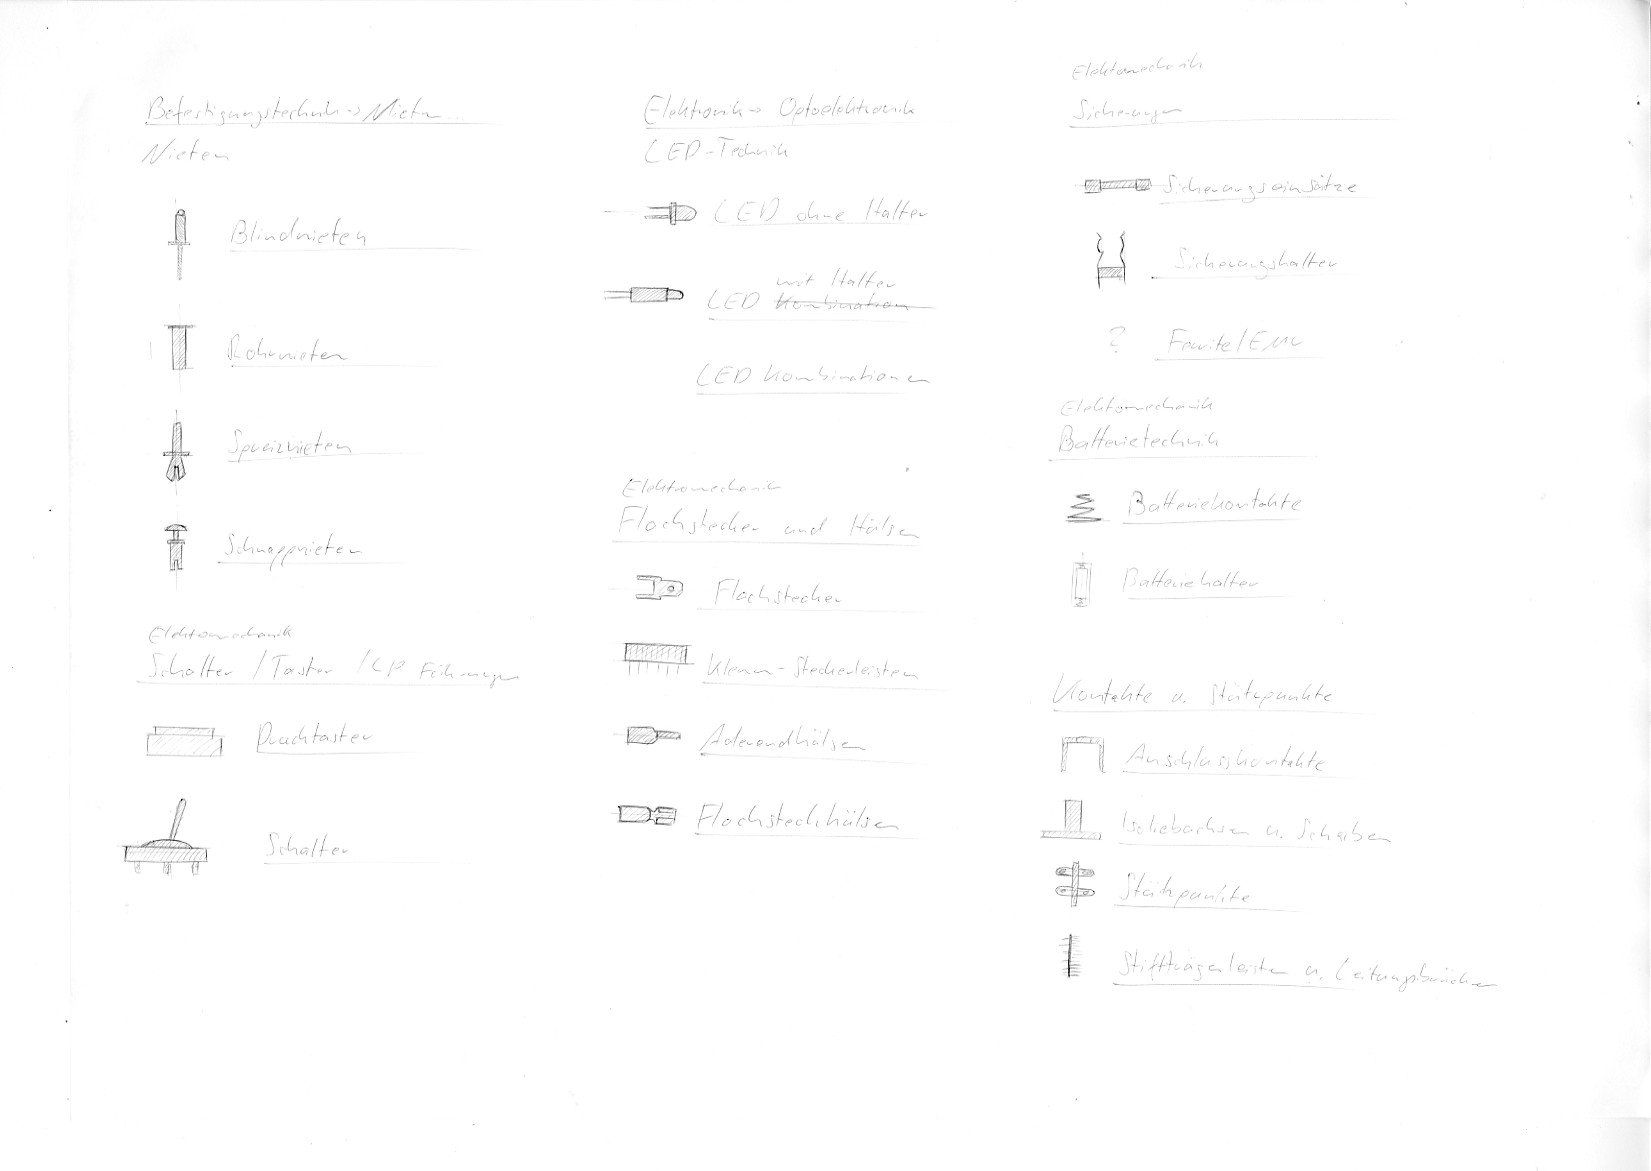 Befestigungstechnik -> Nieten...
Nieten
Blindnieten
Rohrnieten
Spreiznieten
Schnappnieten
Elektromechanik
Schalter / Taster / LP Führungen
Drucktaster
Schalter
Elektronik -> Optoelektronik
LED-Technik
LED ohne Halter
mit Halter
LED Kombination
LED Kombinationen
Elektromechanik
Flachstecker und Hülsen
Flachstecker
Klemm-Steckerleisten
Aderendhülsen
Flachsteckhülsen
Elektromechanik
Sicherungen
Sicherungseinsätze
Sicherungshalter
? Ferrite/EMV
Elektromechanik
Batterietechnik
Batteriekontakte
Batteriehalter
Kontakte u. Stützpunkte
Anschlusskontakte
Isolierbuchsen u. Scheiben
Stützpunkte
Stiftträgerleisten u. Leitungsbrücken